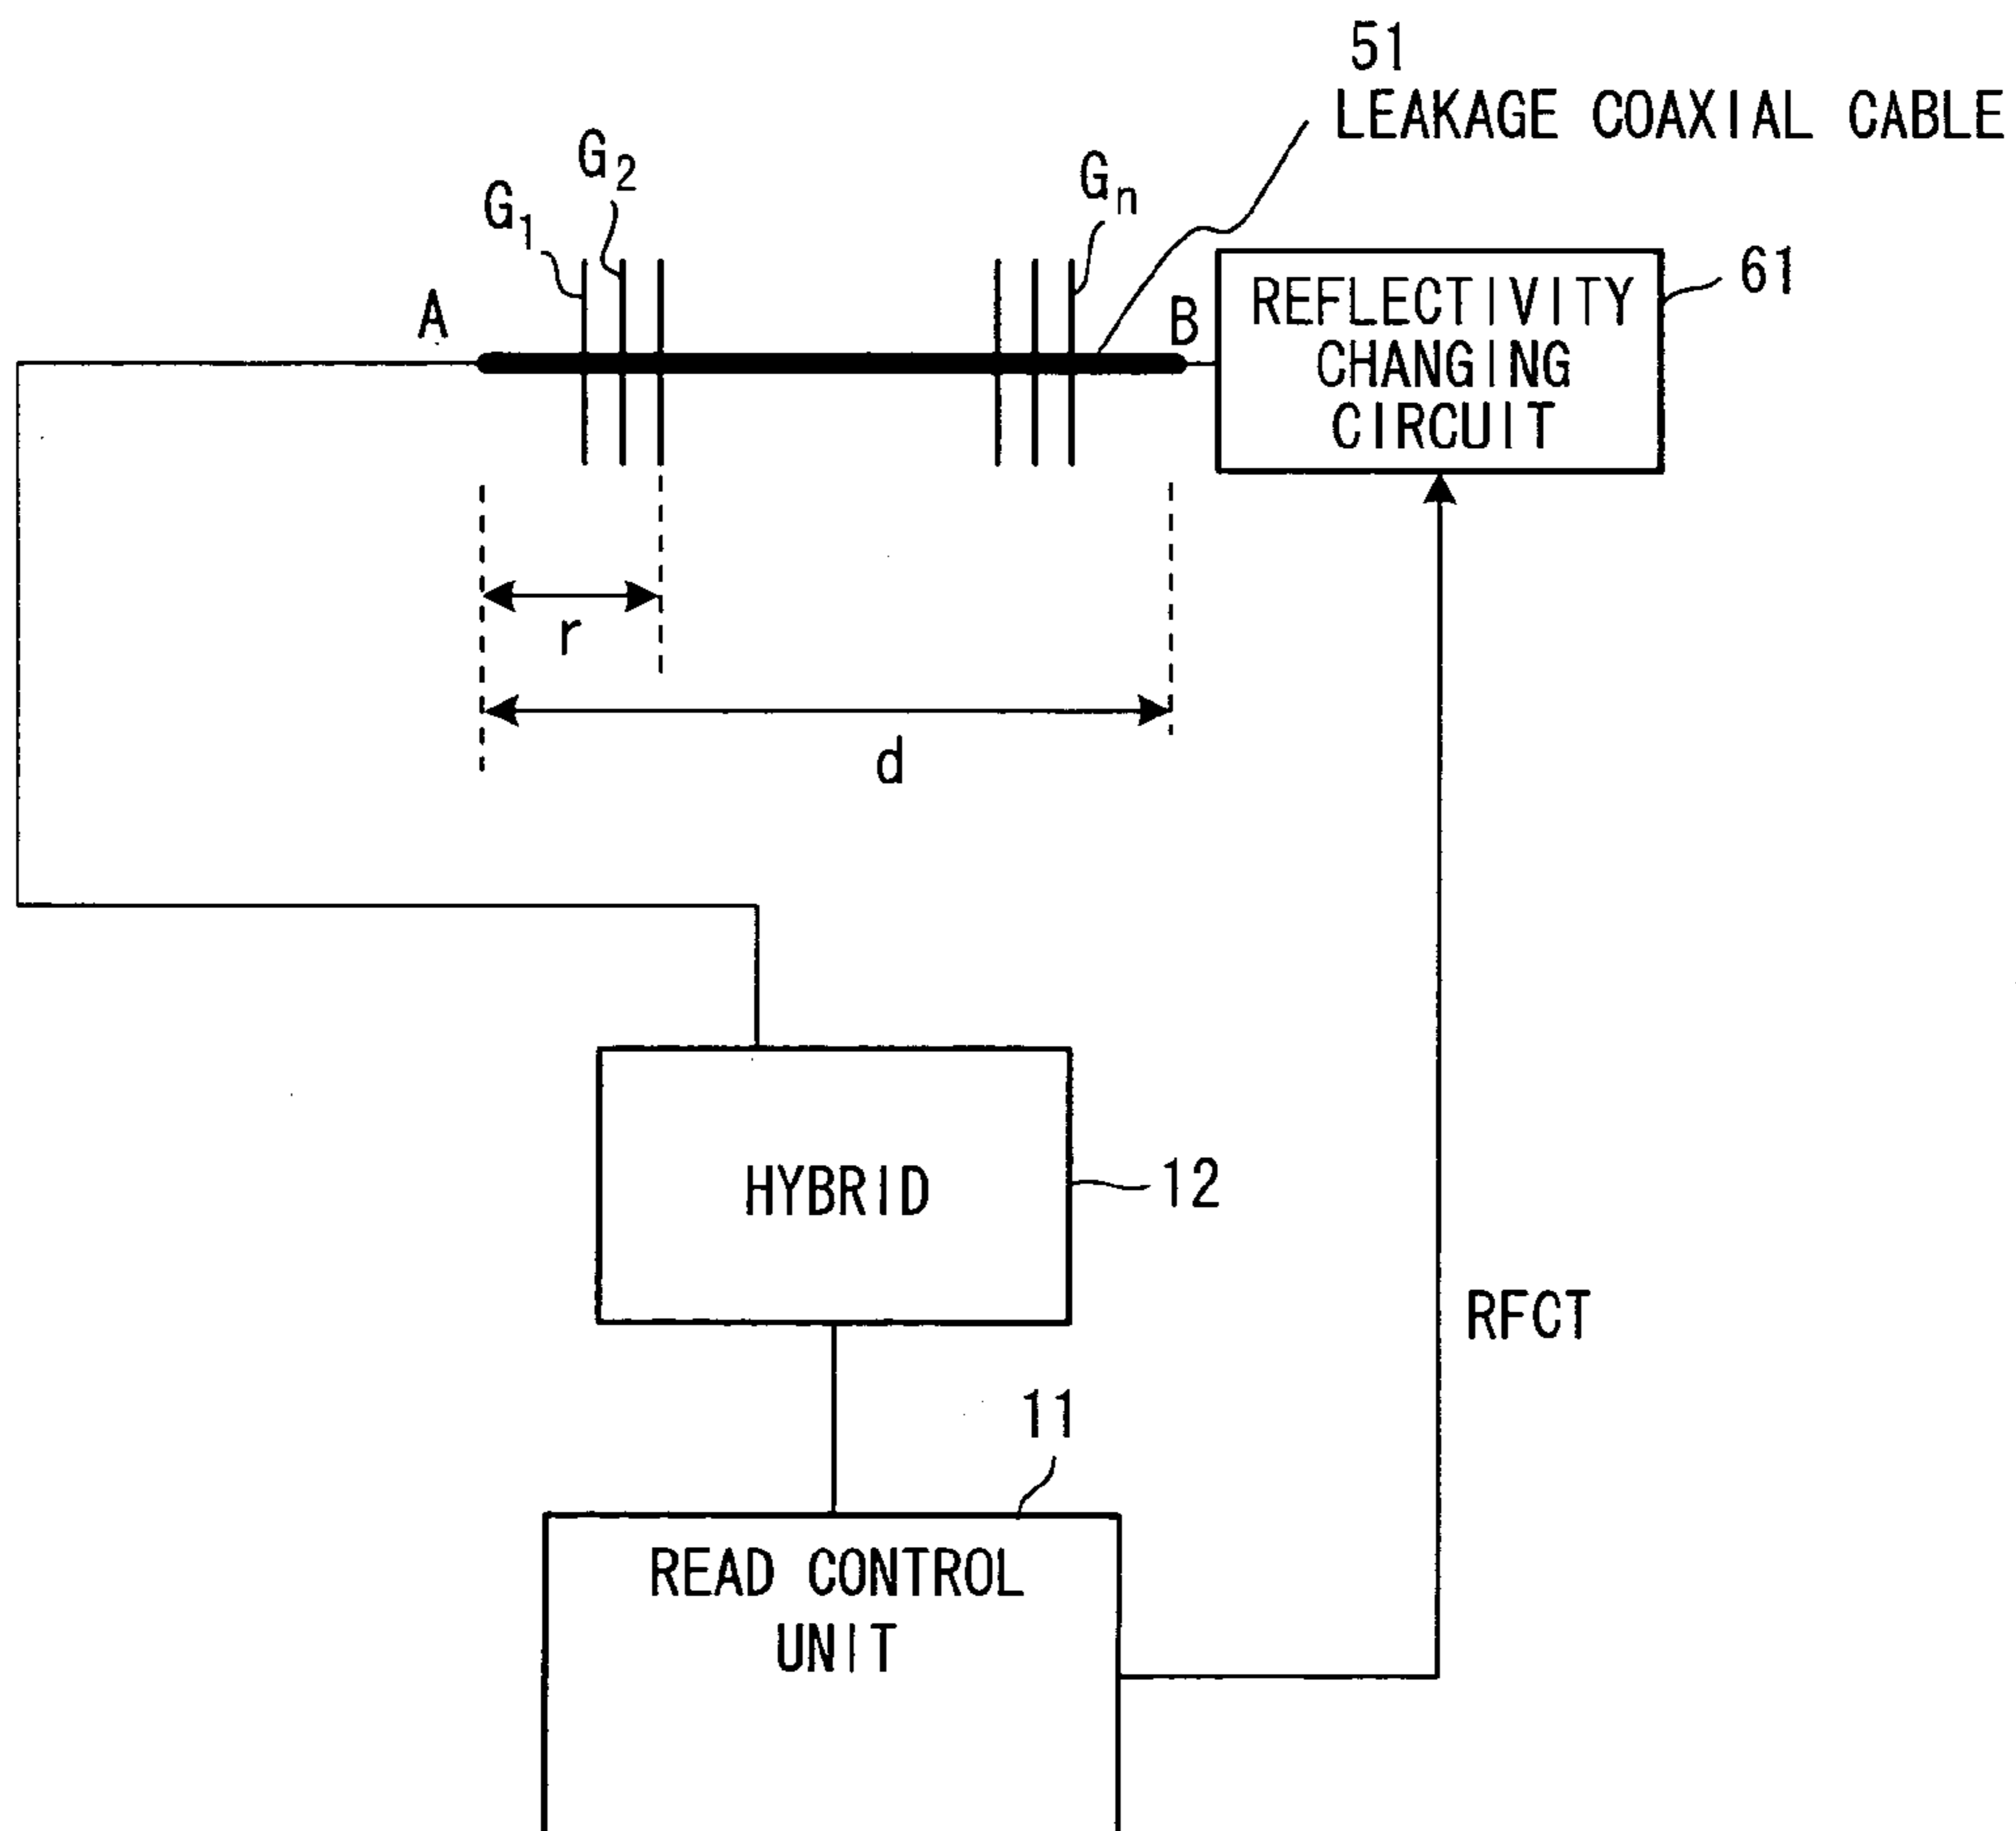 51
LEAKAGE COAXIAL CABLE
G2
G1
Gn
A
B
REFLECTIVITY
CHANGING
CIRCUIT
61
r
d
HYBRID
12
RFCT
11
READ CONTROL
UNIT